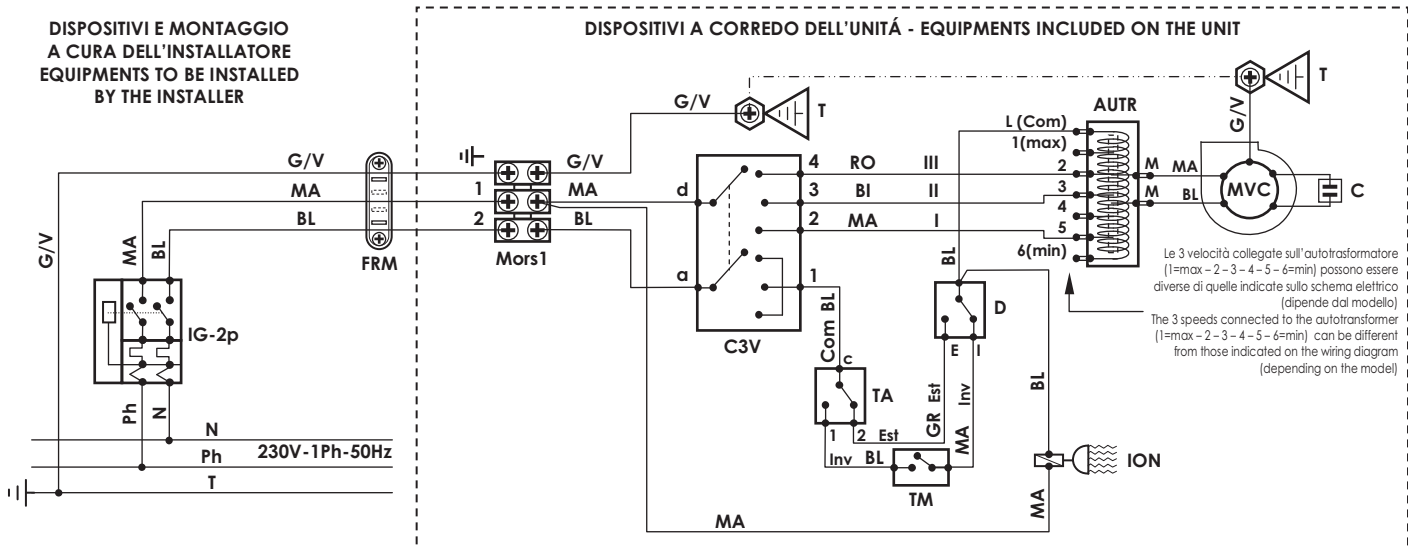 DISPOSITIVI E MONTAGGIO
A CURA DELL'INSTALLATORE
EQUIPMENTS TO BE INSTALLED
BY THE INSTALLER
DISPOSITIVI A CORREDO DELL'UNITÁ - EQUIPMENTS INCLUDED ON THE UNIT
G/V
MA
BL
G/V
MA
BL
FRM
IG-2p
Ph
N
N
Ph
T
230V-1Ph-50Hz
1
2
Mors1
G/V
MA
BL
G/V
T
T
G/V
d
a
C3V
4 RO III
3 BI II
2 MA I
1
Com BL
C
TA
1
2
Est
Inv
BL
TM
GR Est
MA Inv
E
I
D
BL
BL
MA
MA
ION
AUTR
L (Com)
1(max)
2
3
4
5
6(min)
M
M
MA
BL
MVC
C
Le 3 velocità collegate sull'autotrasformatore
(1=max – 2 – 3 – 4 – 5 – 6=min) possono essere
diverse di quelle indicate sullo schema elettrico
(dipende dal modello)
The 3 speeds connected to the autotransformer
(1=max – 2 – 3 – 4 – 5 – 6=min) can be different
from those indicated on the wiring diagram
(depending on the model)